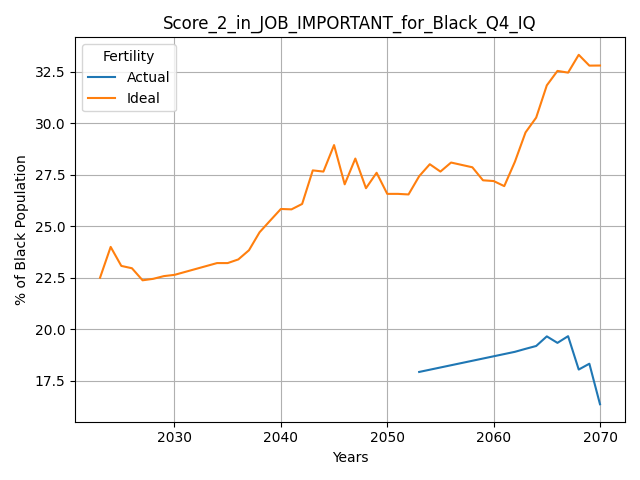 Score_2_in_JOB_IMPORTANT_for_Black_Q4_IQ
Fertility
Actual
Ideal
% of Black Population
32.5
30.0
27.5
25.0
22.5
20.0
17.5
2030 2040 2050 2060 2070
Years